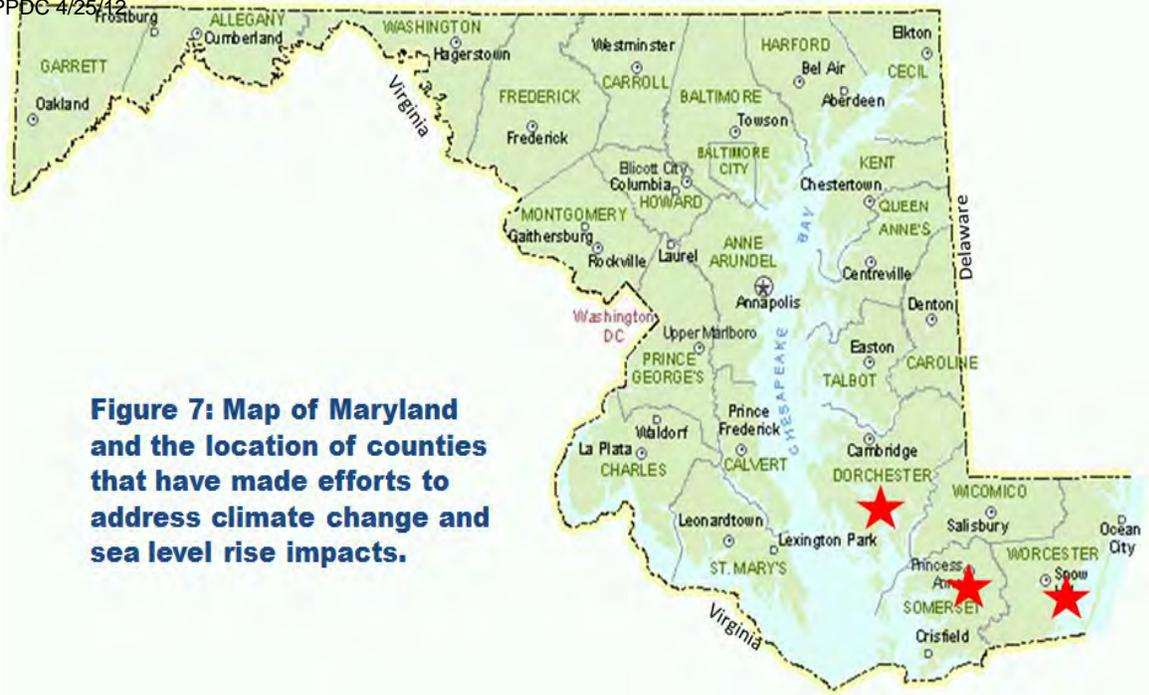 PPDC 4/25/12
Frostburg
ALLEGANY
Cumberland
WASHINGTON
Hagerstown
Westminster
CARROLL
HARFORD
Bel Air
Aberdeen
Elkton
CECIL
GARRETT
Oakland
Virginia
FREDERICK
Frederick
BALTIMORE
Towson
BALTIMORE
CITY
KENT
Chestertown
Ellicott City
Columbia
HOWARD
MONTGOMERY
Gaithersburg
Rockville
Laurel
ANNE
ARUNDEL
Annapolis
QUEEN
ANNE'S
Centreville
Delaware
CHESAPEAKE BAY
Washington
DC
Upper Marlboro
PRINCE
GEORGE'S
Denton
CAROLINE
Easton
TALBOT
Figure 7: Map of Maryland
and the location of counties
that have made efforts to
address climate change and
sea level rise impacts.
Waldorf
La Plata
CHARLES
Prince
Frederick
CALVERT
Cambridge
DORCHESTER
Leonardtown
Lexington Park
ST. MARY'S
WICOMICO
Salisbury
Ocean
City
Princess
SOMERSET
Crisfield
WORCESTER
Snow
Virginia